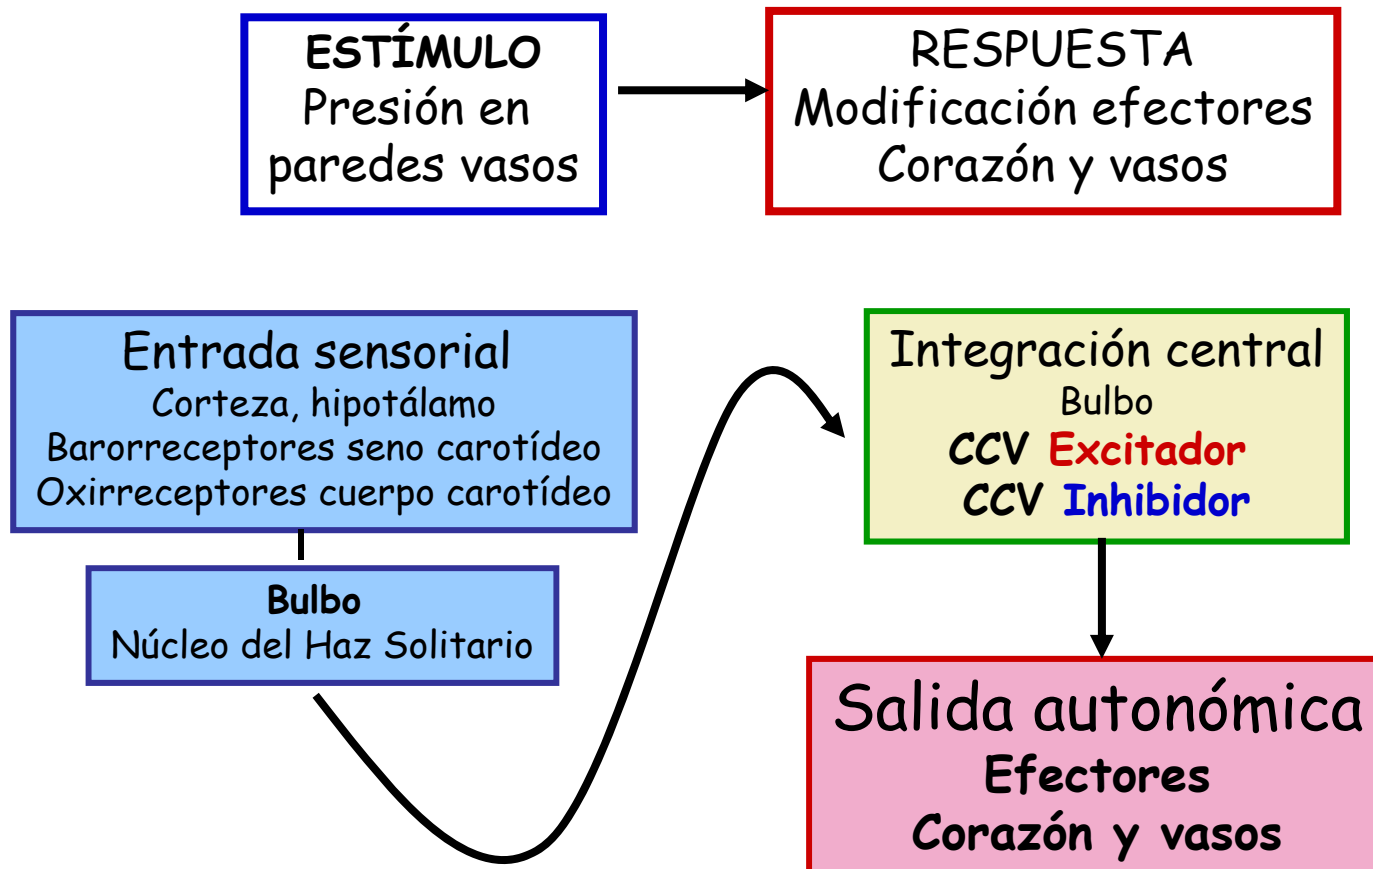 ESTÍMULO
Presión en
paredes vasos
RESPUESTA
Modificación efectores
Corazón y vasos
Entrada sensorial
Corteza, hipotálamo
Barorreceptores seno carotídeo
Oxirreceptores cuerpo carotídeo
Bulbo
Núcleo del Haz Solitario
Integración central
Bulbo
CCV Excitador
CCV Inhibidor
Salida autonómica
Efectores
Corazón y vasos